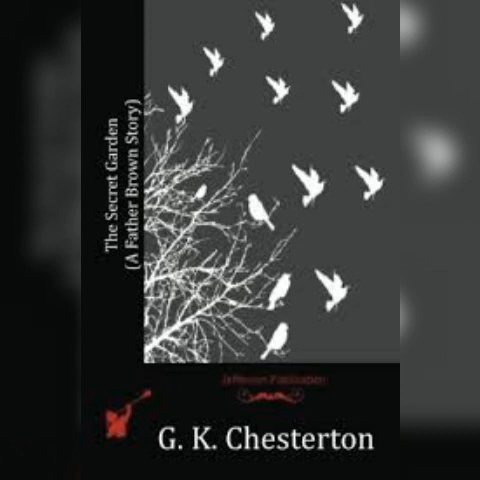 The Secret Garden
(A Father Brown Story)
Jefferson Publication
G. K. Chesterton